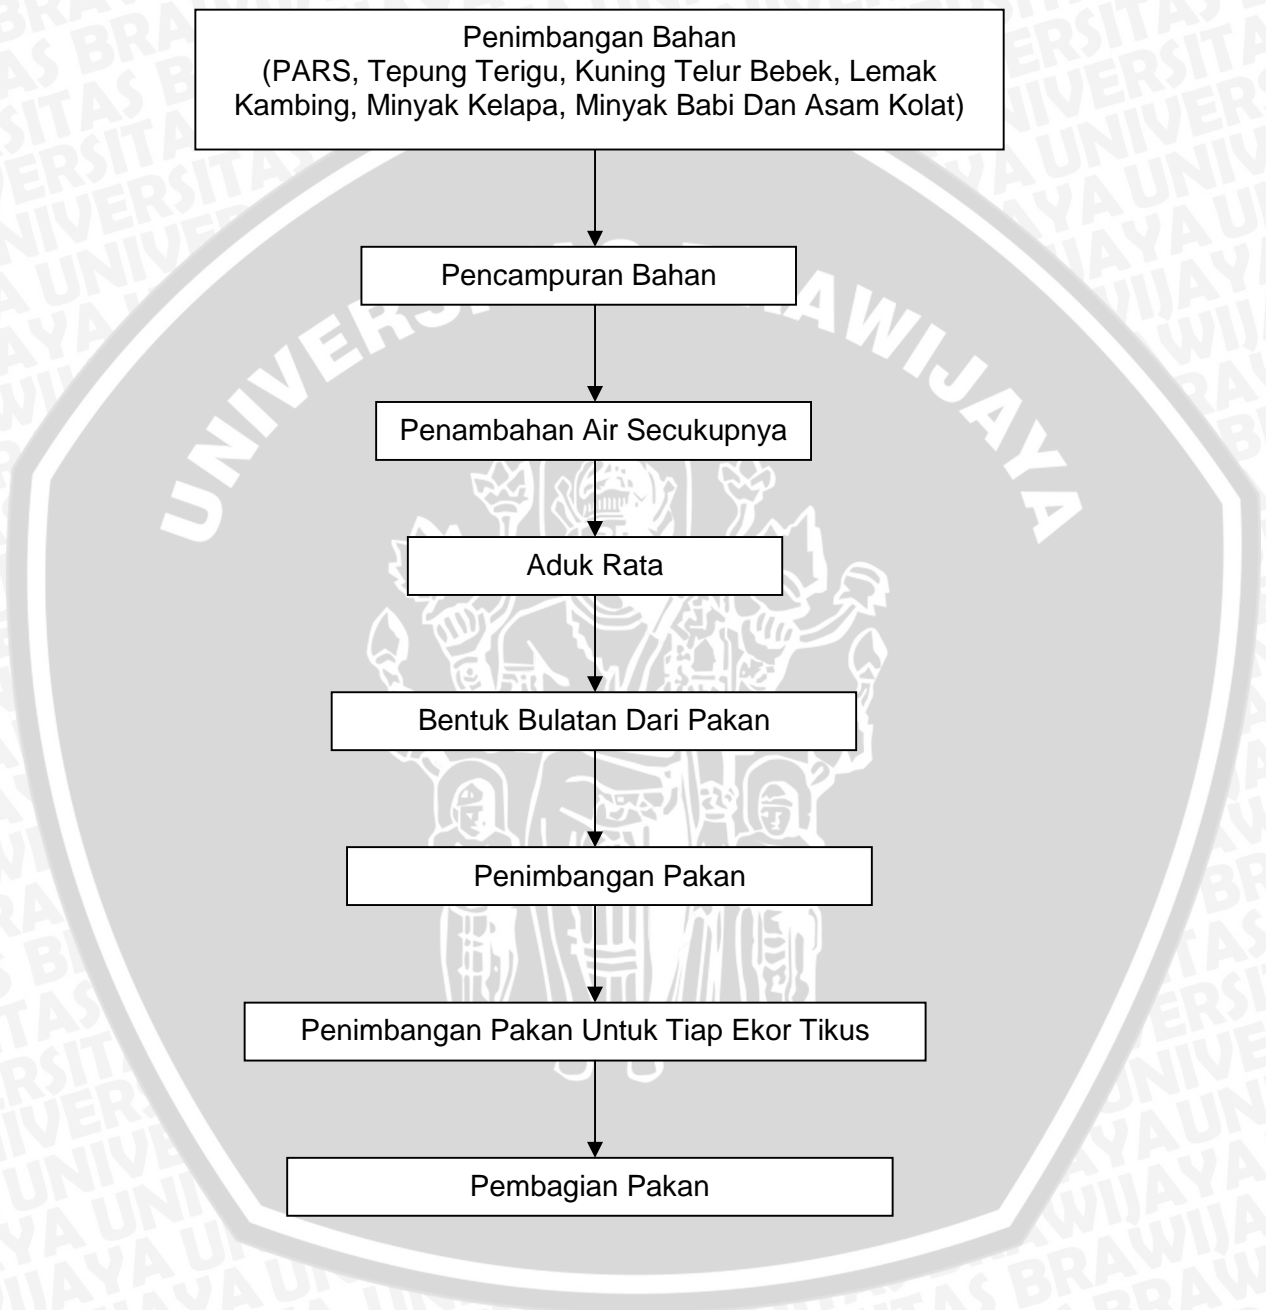 Penimbangan Bahan
(PARS, Tepung Terigu, Kuning Telur Bebek, Lemak
Kambing, Minyak Kelapa, Minyak Babi Dan Asam Kolat)
Pencampuran Bahan
Penambahan Air Secukupnya
Aduk Rata
Bentuk Bulatan Dari Pakan
Penimbangan Pakan
Penimbangan Pakan Untuk Tiap Ekor Tikus
Pembagian Pakan